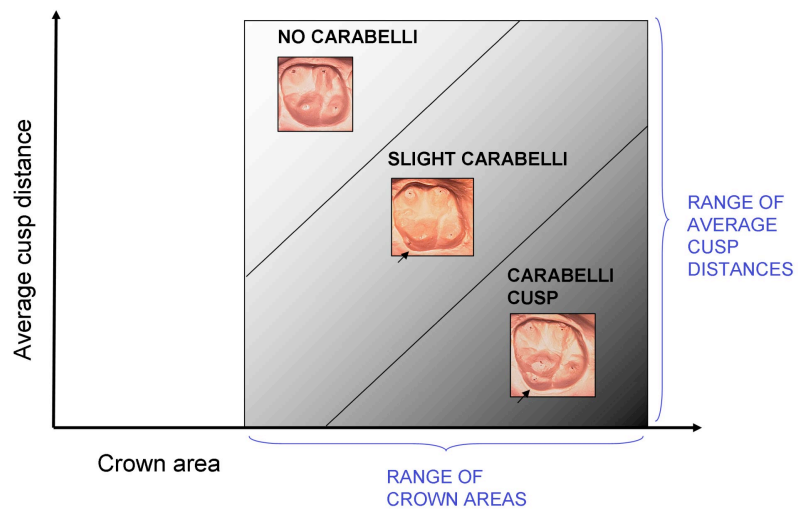 NO CARABELLI
SLIGHT CARABELLI
CARABELLI
CUSP
Average cusp distance
RANGE OF
AVERAGE
CUSP
DISTANCES
Crown area
RANGE OF
CROWN AREAS